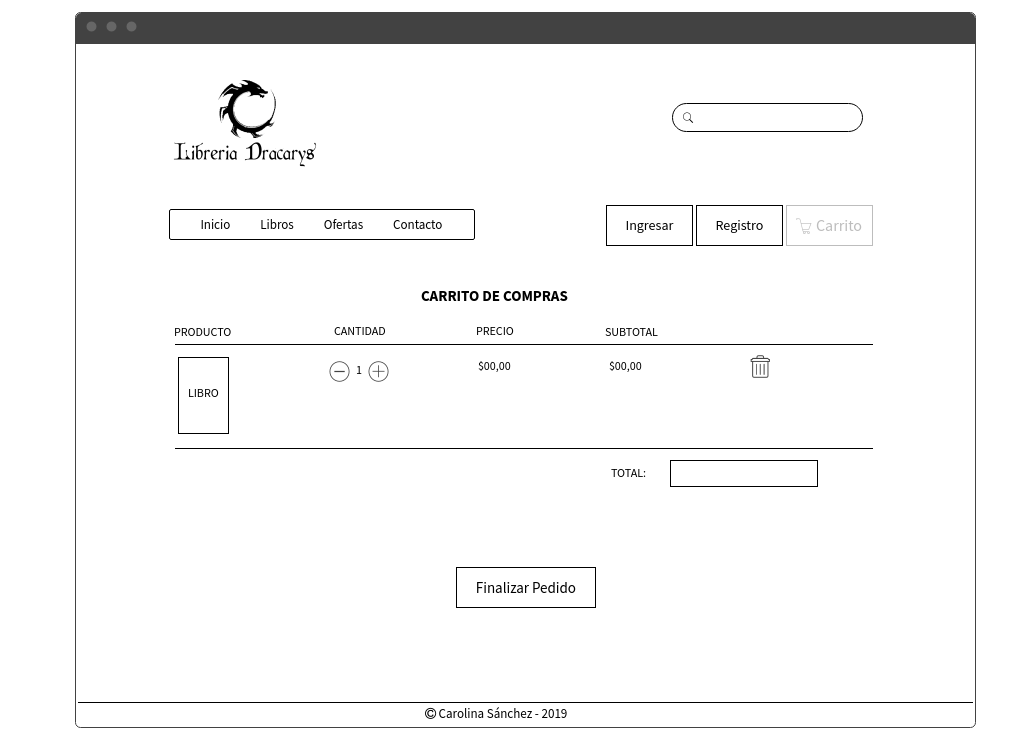 Libreria Dracarys
Inicio Libros Ofertas Contacto
Ingresar Registro Carrito
CARRITO DE COMPRAS
PRODUCTO CANTIDAD PRECIO SUBTOTAL
LIBRO 1 $00,00 $00,00
TOTAL:
Finalizar Pedido
© Carolina Sánchez - 2019